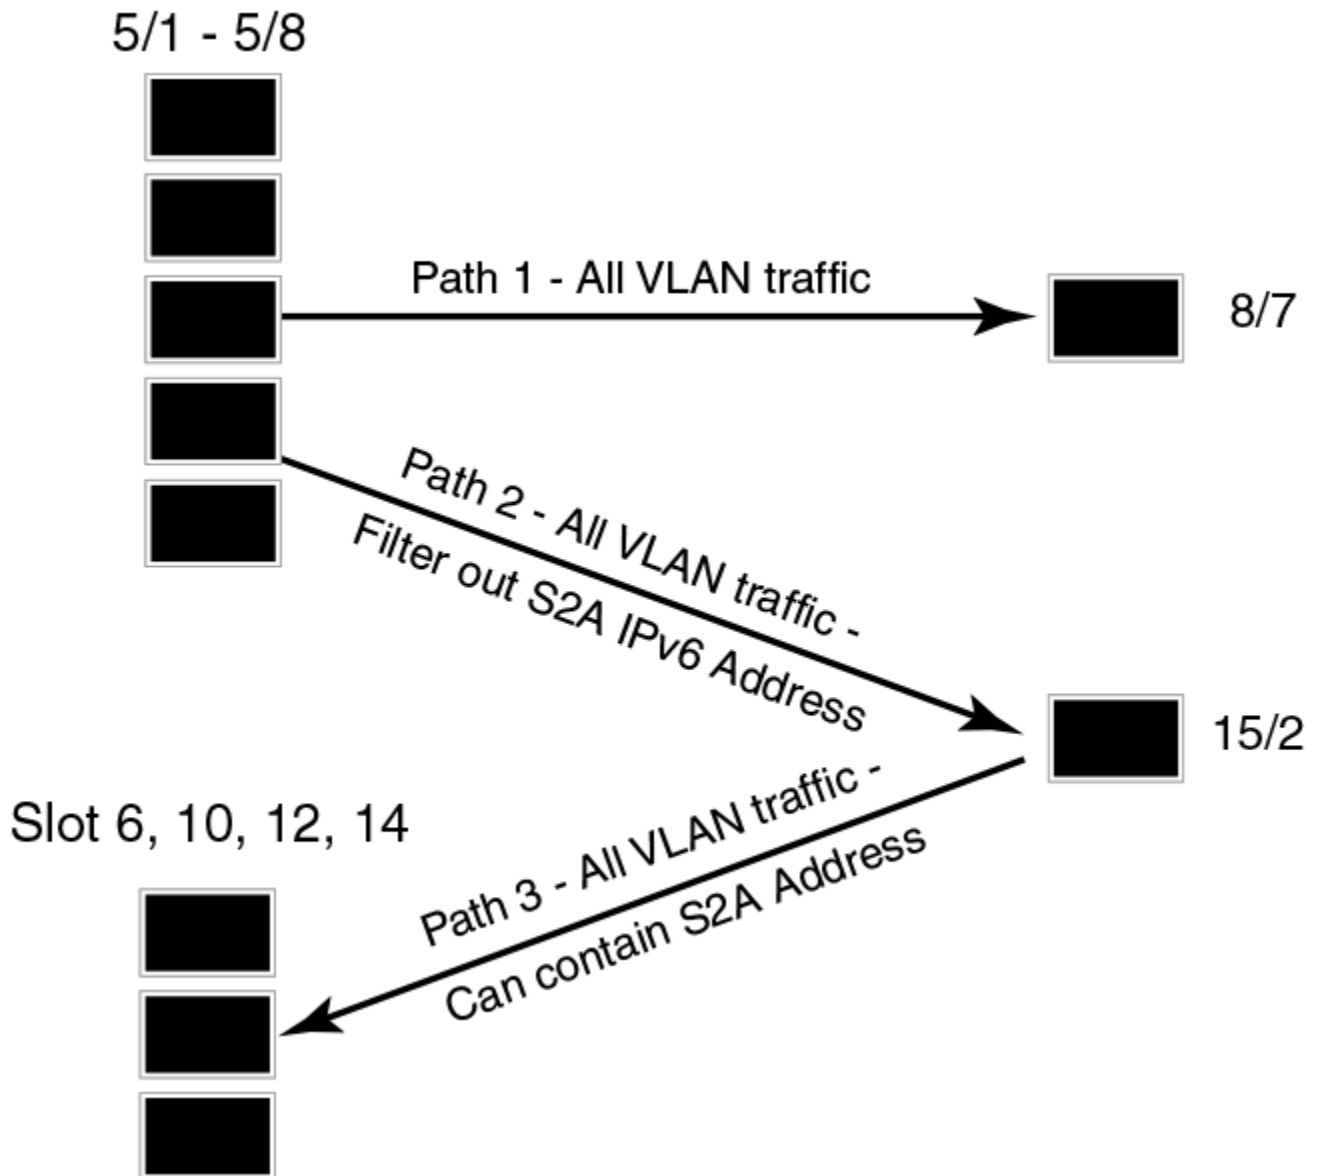 5/1 - 5/8
Path 1 - All VLAN traffic
8/7
Path 2 - All VLAN traffic -
Filter out S2A IPv6 Address
15/2
Path 3 - All VLAN traffic -
Can contain S2A Address
Slot 6, 10, 12, 14